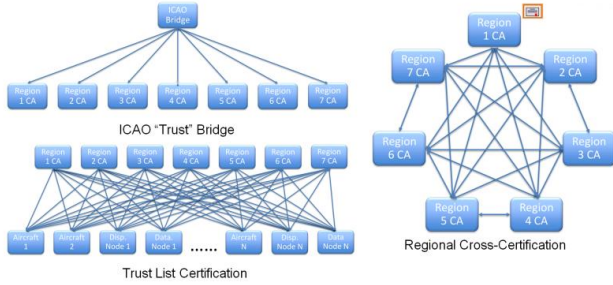 ICAO
Bridge
Region
1 CA
Region
2 CA
Region
3 CA
Region
4 CA
Region
5 CA
Region
6 CA
Region
7 CA
ICAO "Trust" Bridge
Region
1 CA
Region
2 CA
Region
3 CA
Region
4 CA
Region
5 CA
Region
6 CA
Region
7 CA
Aircraft
1
Aircraft
2
Disp.
Node 1
Data
Node 1
......
Aircraft
N
Disp.
Node N
Data
Node N
Trust List Certification
Region
1 CA
Region
7 CA
Region
2 CA
Region
6 CA
Region
3 CA
Region
5 CA
Region
4 CA
Regional Cross-Certification